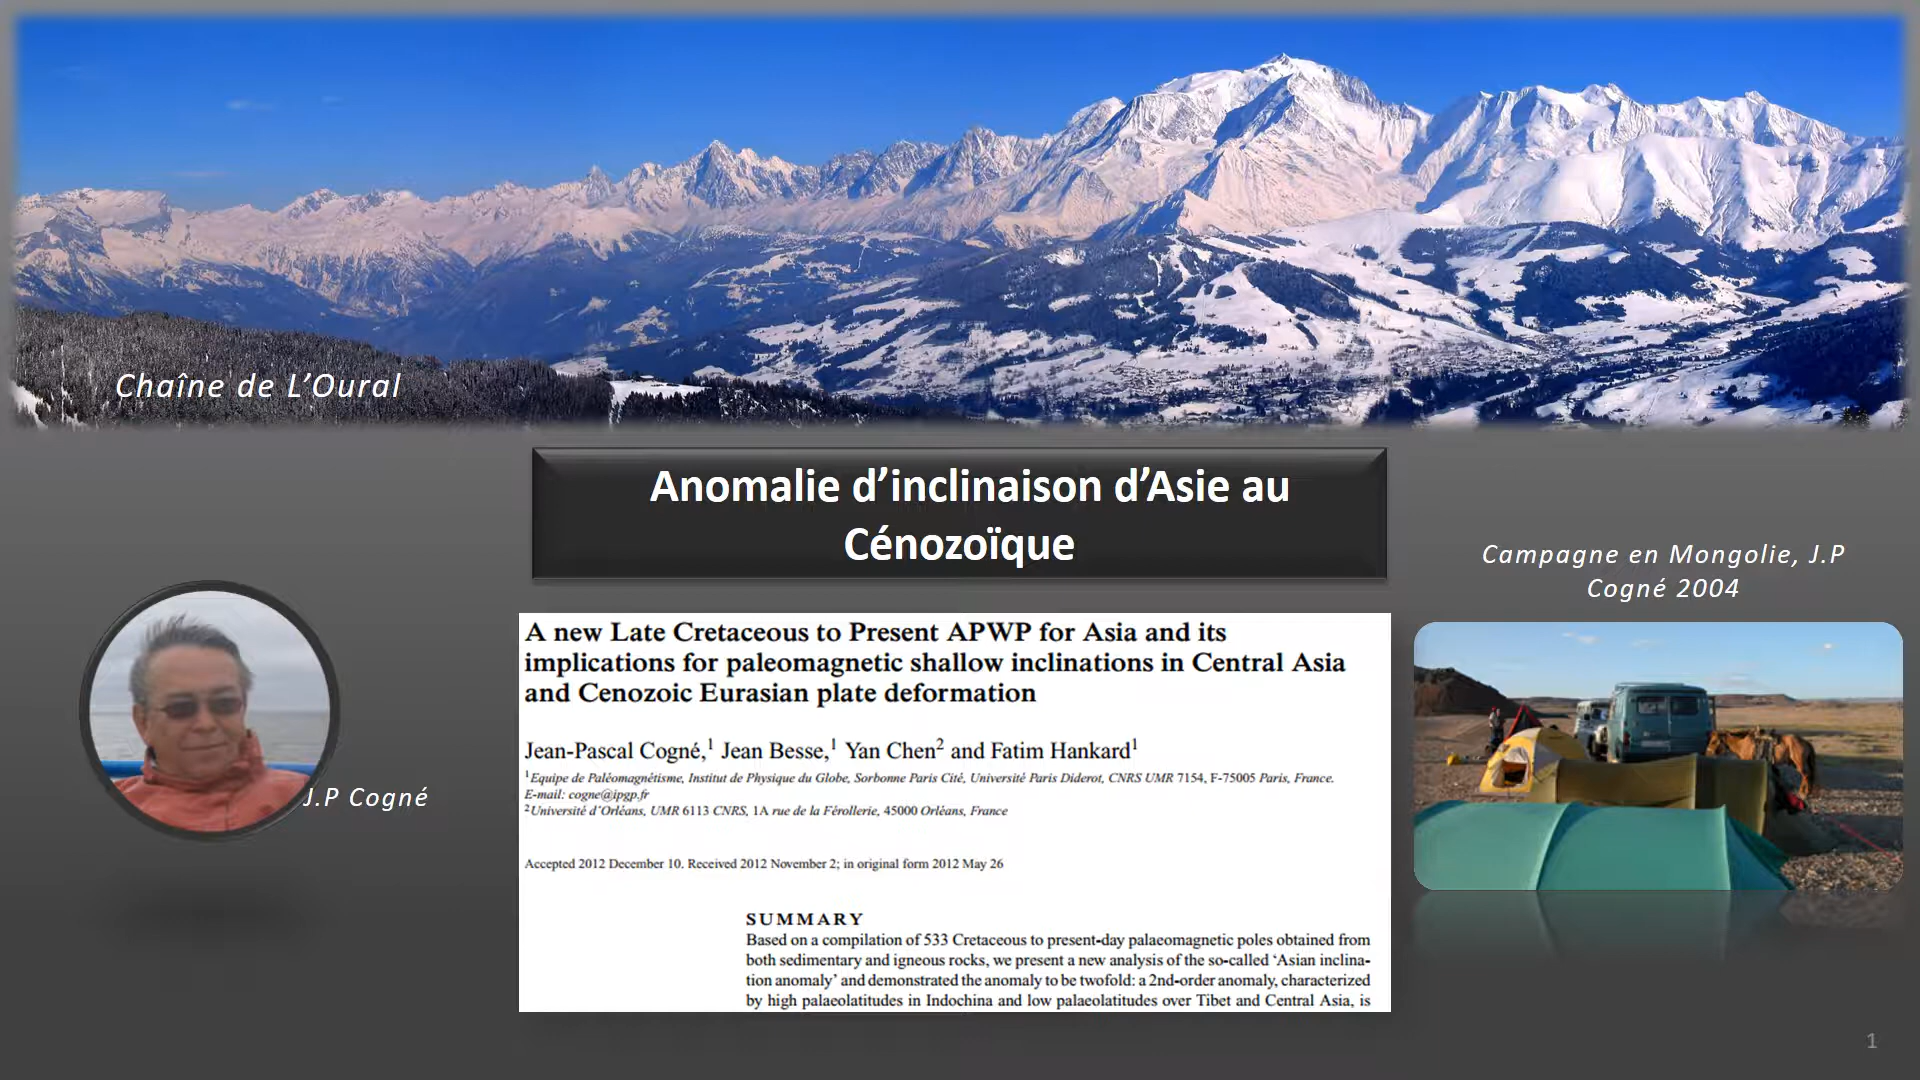 Chaîne de L’Oural
Anomalie d’inclinaison d’Asie au
Cénozoïque
Campagne en Mongolie, J.P
Cogné 2004
J.P Cogné
A new Late Cretaceous to Present APWP for Asia and its
implications for paleomagnetic shallow inclinations in Central Asia
and Cenozoic Eurasian plate deformation
Jean-Pascal Cogné,1 Jean Besse,1 Yan Chen2 and Fatim Hankard1
1Equipe de Paléomagnétisme, Institut de Physique du Globe, Sorbonne Paris Cité, Université Paris Diderot, CNRS UMR 7154, F-75005 Paris, France.
E-mail: cogne@ipgp.fr
2Université d’Orléans, UMR 6113 CNRS, 1A rue de la Férollerie, 45000 Orléans, France
Accepted 2012 December 10. Received 2012 November 2; in original form 2012 May 26
SUMMARY
Based on a compilation of 533 Cretaceous to present-day palaeomagnetic poles obtained from
both sedimentary and igneous rocks, we present a new analysis of the so-called ‘Asian inclina-
tion anomaly’ and demonstrated the anomaly to be twofold: a 2nd-order anomaly, characterized
by high palaeolatitudes in Indochina and low palaeolatitudes over Tibet and Central Asia, is
1